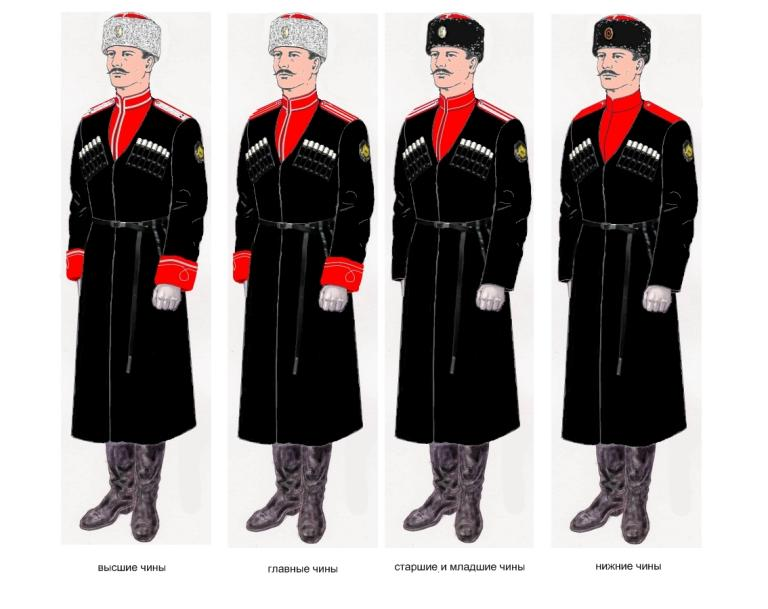 высшие чины
главные чины
старшие и младшие чины
нижние чины